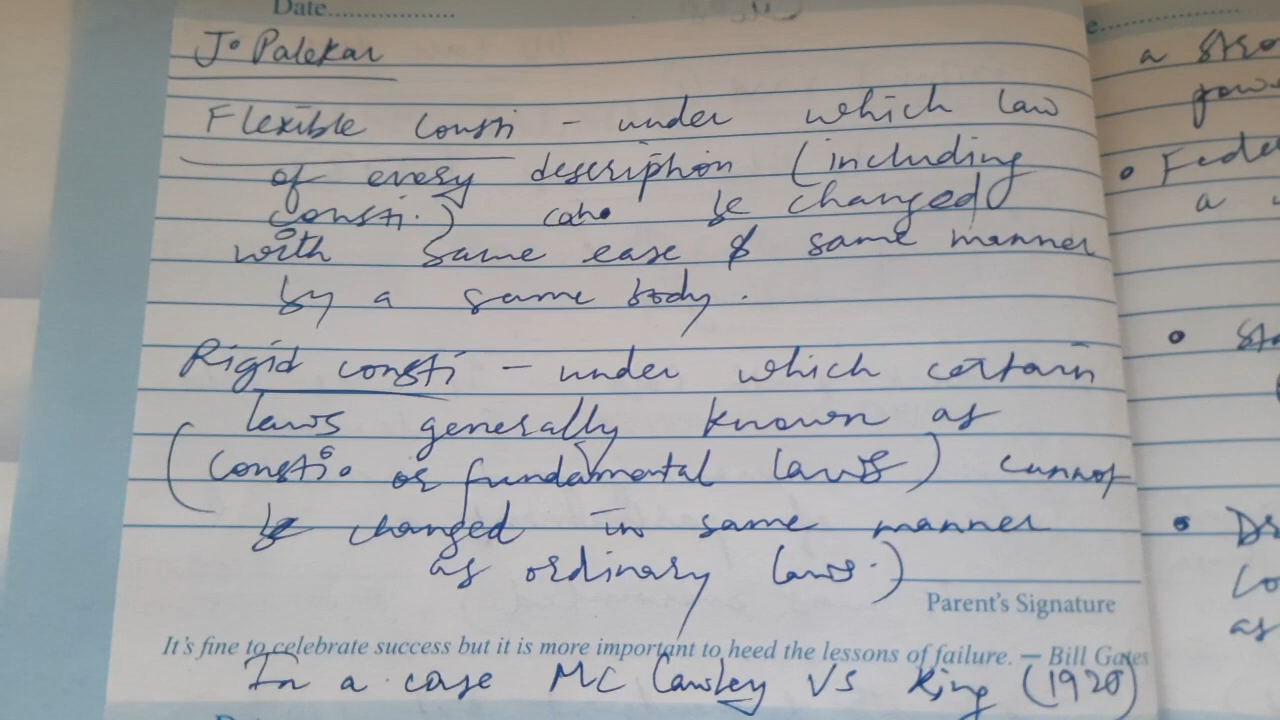 Date..................
J. Palekar
Flexible consti - under which law
of every description (including
consti.) can be changed
with same ease & same manner
by a same body.
Rigid consti - under which certain
laws generally known as
(consti. or fundamental laws) cannot
be changed in same manner
as ordinary laws.)
Parent's Signature
It's fine to celebrate success but it is more important to heed the lessons of failure. — Bill Gates
In a case MC Cawley VS King (1920)
a
Fede
a
as